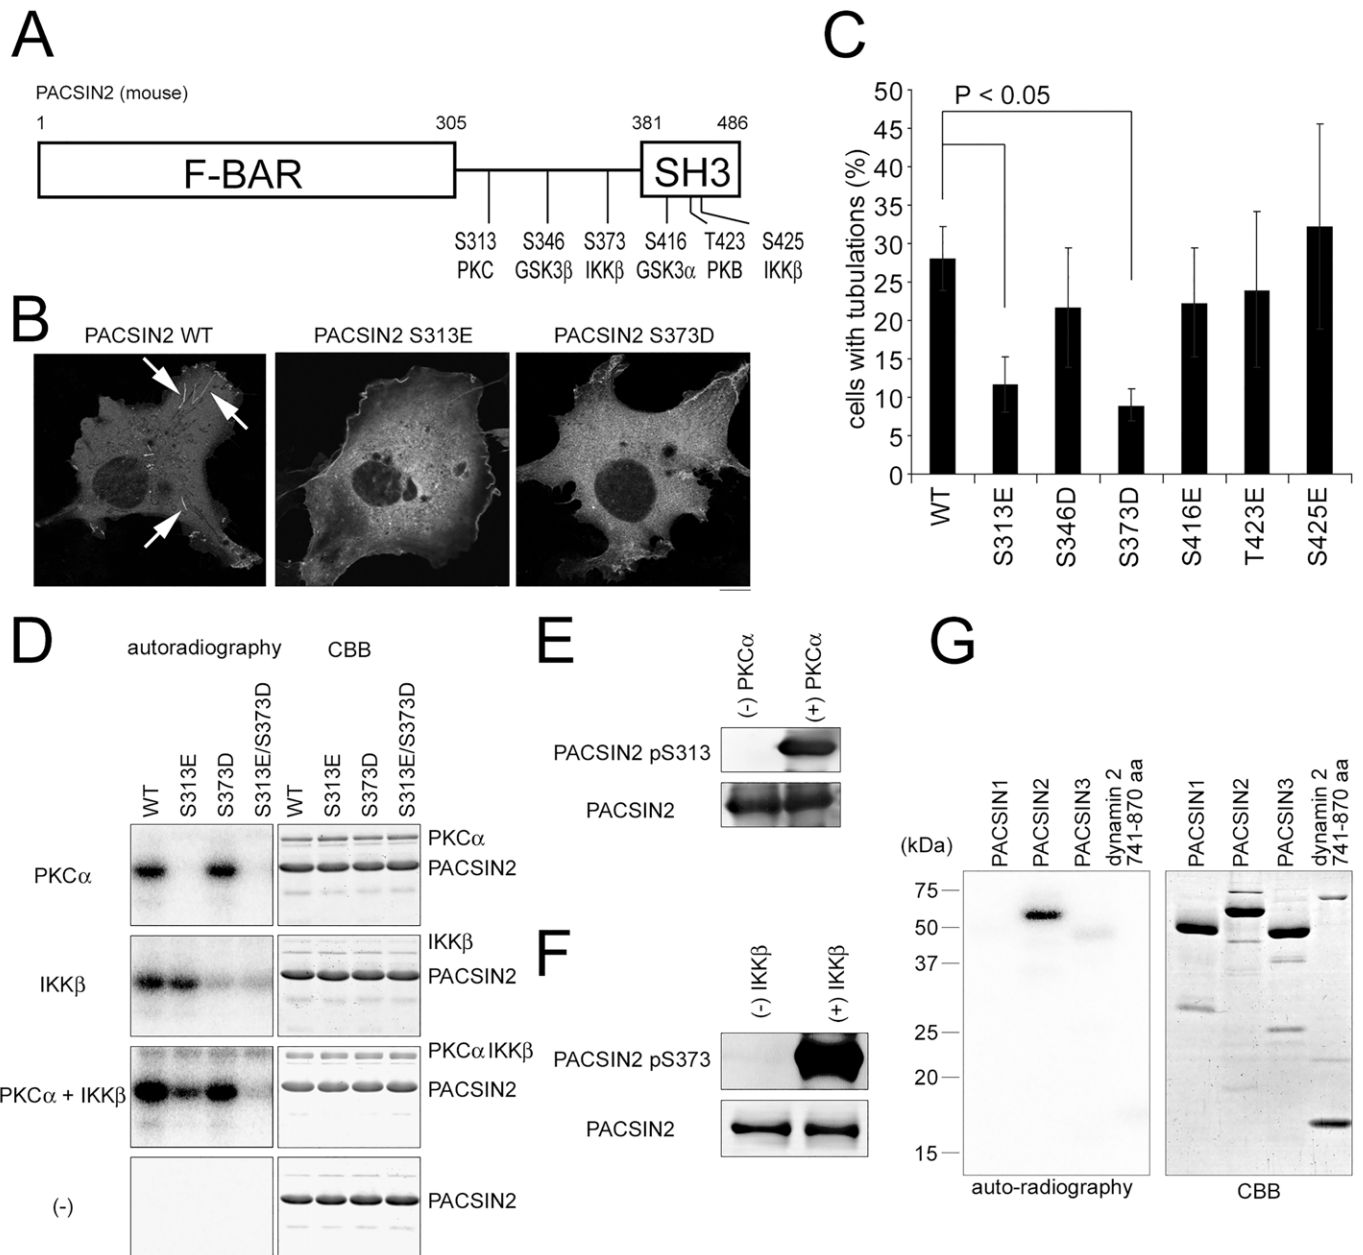 A
PACSIN2 (mouse)
1 305 381 486
F-BAR SH3
S313 S346 S373 S416 T423 S425
PKC GSK3β IKKβ GSK3α PKB IKKβ
B
PACSIN2 WT PACSIN2 S313E PACSIN2 S373D
C
P < 0.05
cells with tubulations (%)
50
45
40
35
30
25
20
15
10
5
0
WT S313E S346D S373D S416E T423E S425E
D
autoradiography CBB
WT S313E S373D S313E/S373D WT S313E S373D S313E/S373D
PKCα
PKCα
PACSIN2
IKKβ
IKKβ
PACSIN2
PKCα + IKKβ
PKCα IKKβ
PACSIN2
(-)
PACSIN2
E
(-) PKCα (+) PKCα
PACSIN2 pS313
PACSIN2
F
(-) IKKβ (+) IKKβ
PACSIN2 pS373
PACSIN2
G
PACSIN1 PACSIN2 PACSIN3 dynamin 2
741-870 aa
PACSIN1 PACSIN2 PACSIN3 dynamin 2
741-870 aa
(kDa)
75
50
37
25
20
15
auto-radiography CBB